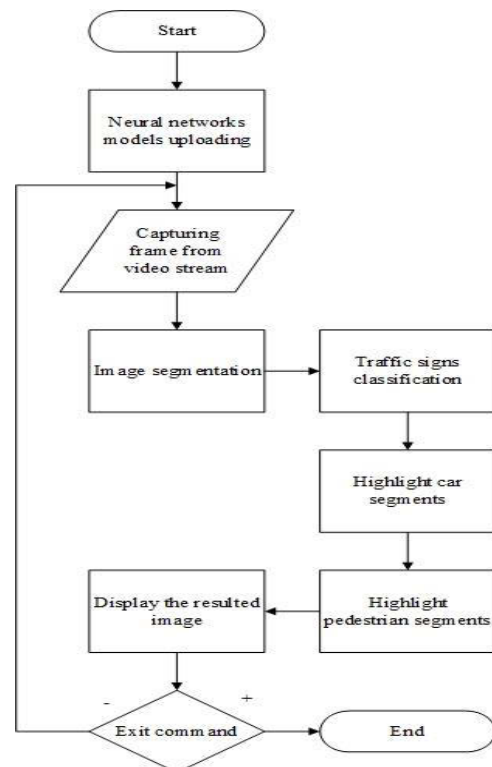 Start
Neural networks
models uploading
Capturing
frame from
video stream
Image segmentation
Traffic signs
classification
Highlight car
segments
Highlight
pedestrian segments
Display the resulted
image
-
+
Exit command
End